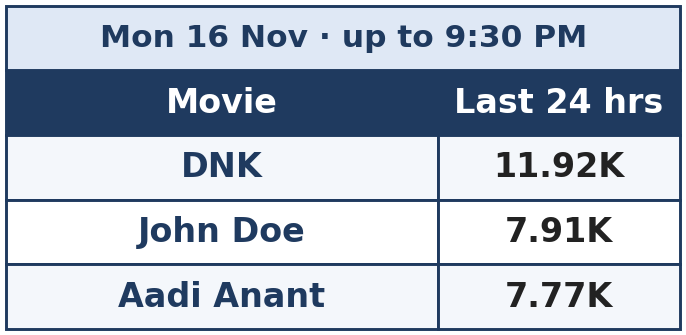 Mon 16 Nov · up to 9:30 PM
Movie Last 24 hrs
DNK 11.92K
John Doe 7.91K
Aadi Anant 7.77K